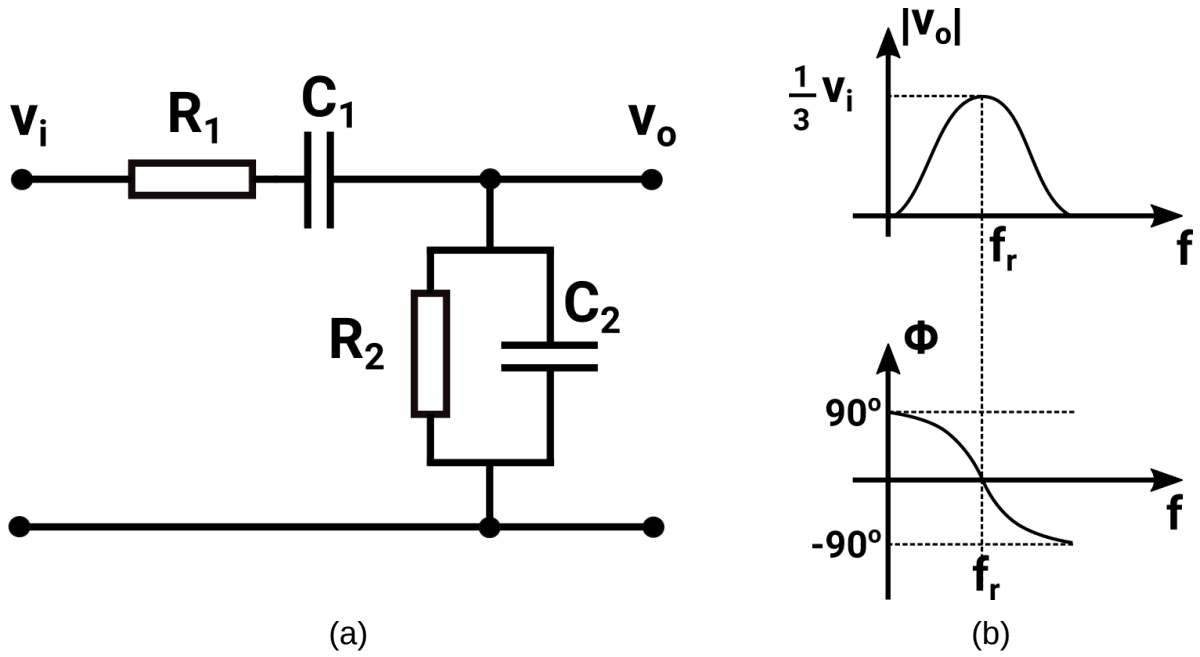 vᵢ
R₁
C₁
vₒ
R₂
C₂
(a)
|vₒ|
1/3 vᵢ
fᵣ
f
Φ
90º
f
-90º
fᵣ
(b)